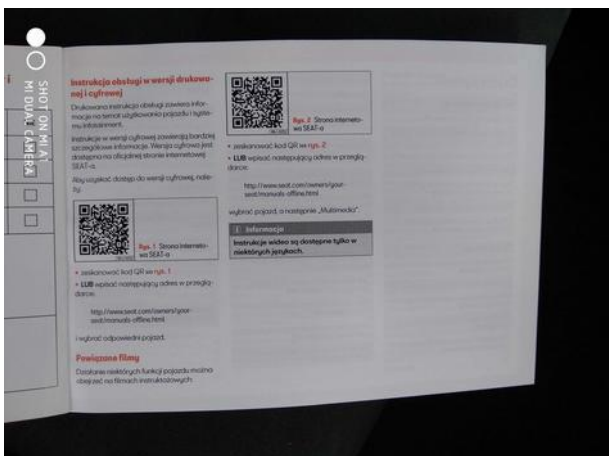 Instrukcja obsługi w wersji drukowa-
nej i cyfrowej
Drukowana instrukcja obsługi zawiera infor-
macje na temat użytkowania pojazdu i syste-
mu Infotainment.
Instrukcje w wersji cyfrowej zawierają bardziej
szczegółowe informacje. Wersja cyfrowa jest
dostępna na oficjalnej stronie internetowej
SEAT-a.
Aby uzyskać dostęp do wersji cyfrowej, nale-
ży:
Rys. 1 Strona interneto-
wa SEAT-a
• zeskanować kod QR ››› rys. 1
• LUB wpisać następujący adres w przeglą-
darce:
http://www.seat.com/owners/your-
seat/manuals-offline.html
i wybrać odpowiedni pojazd.
Powiązane filmy
Działanie niektórych funkcji pojazdu można
obejrzeć na filmach instruktażowych:
Rys. 2 Strona interneto-
wa SEAT-a
• zeskanować kod QR ››› rys. 2
• LUB wpisać następujący adres w przeglą-
darce:
http://www.seat.com/owners/your-
seat/manuals-offline.html
wybrać pojazd, a następnie „Multimedia”.
i Informacja
Instrukcje wideo są dostępne tylko w
niektórych językach.
SHOT ON MI A1
MI DUAL CAMERA